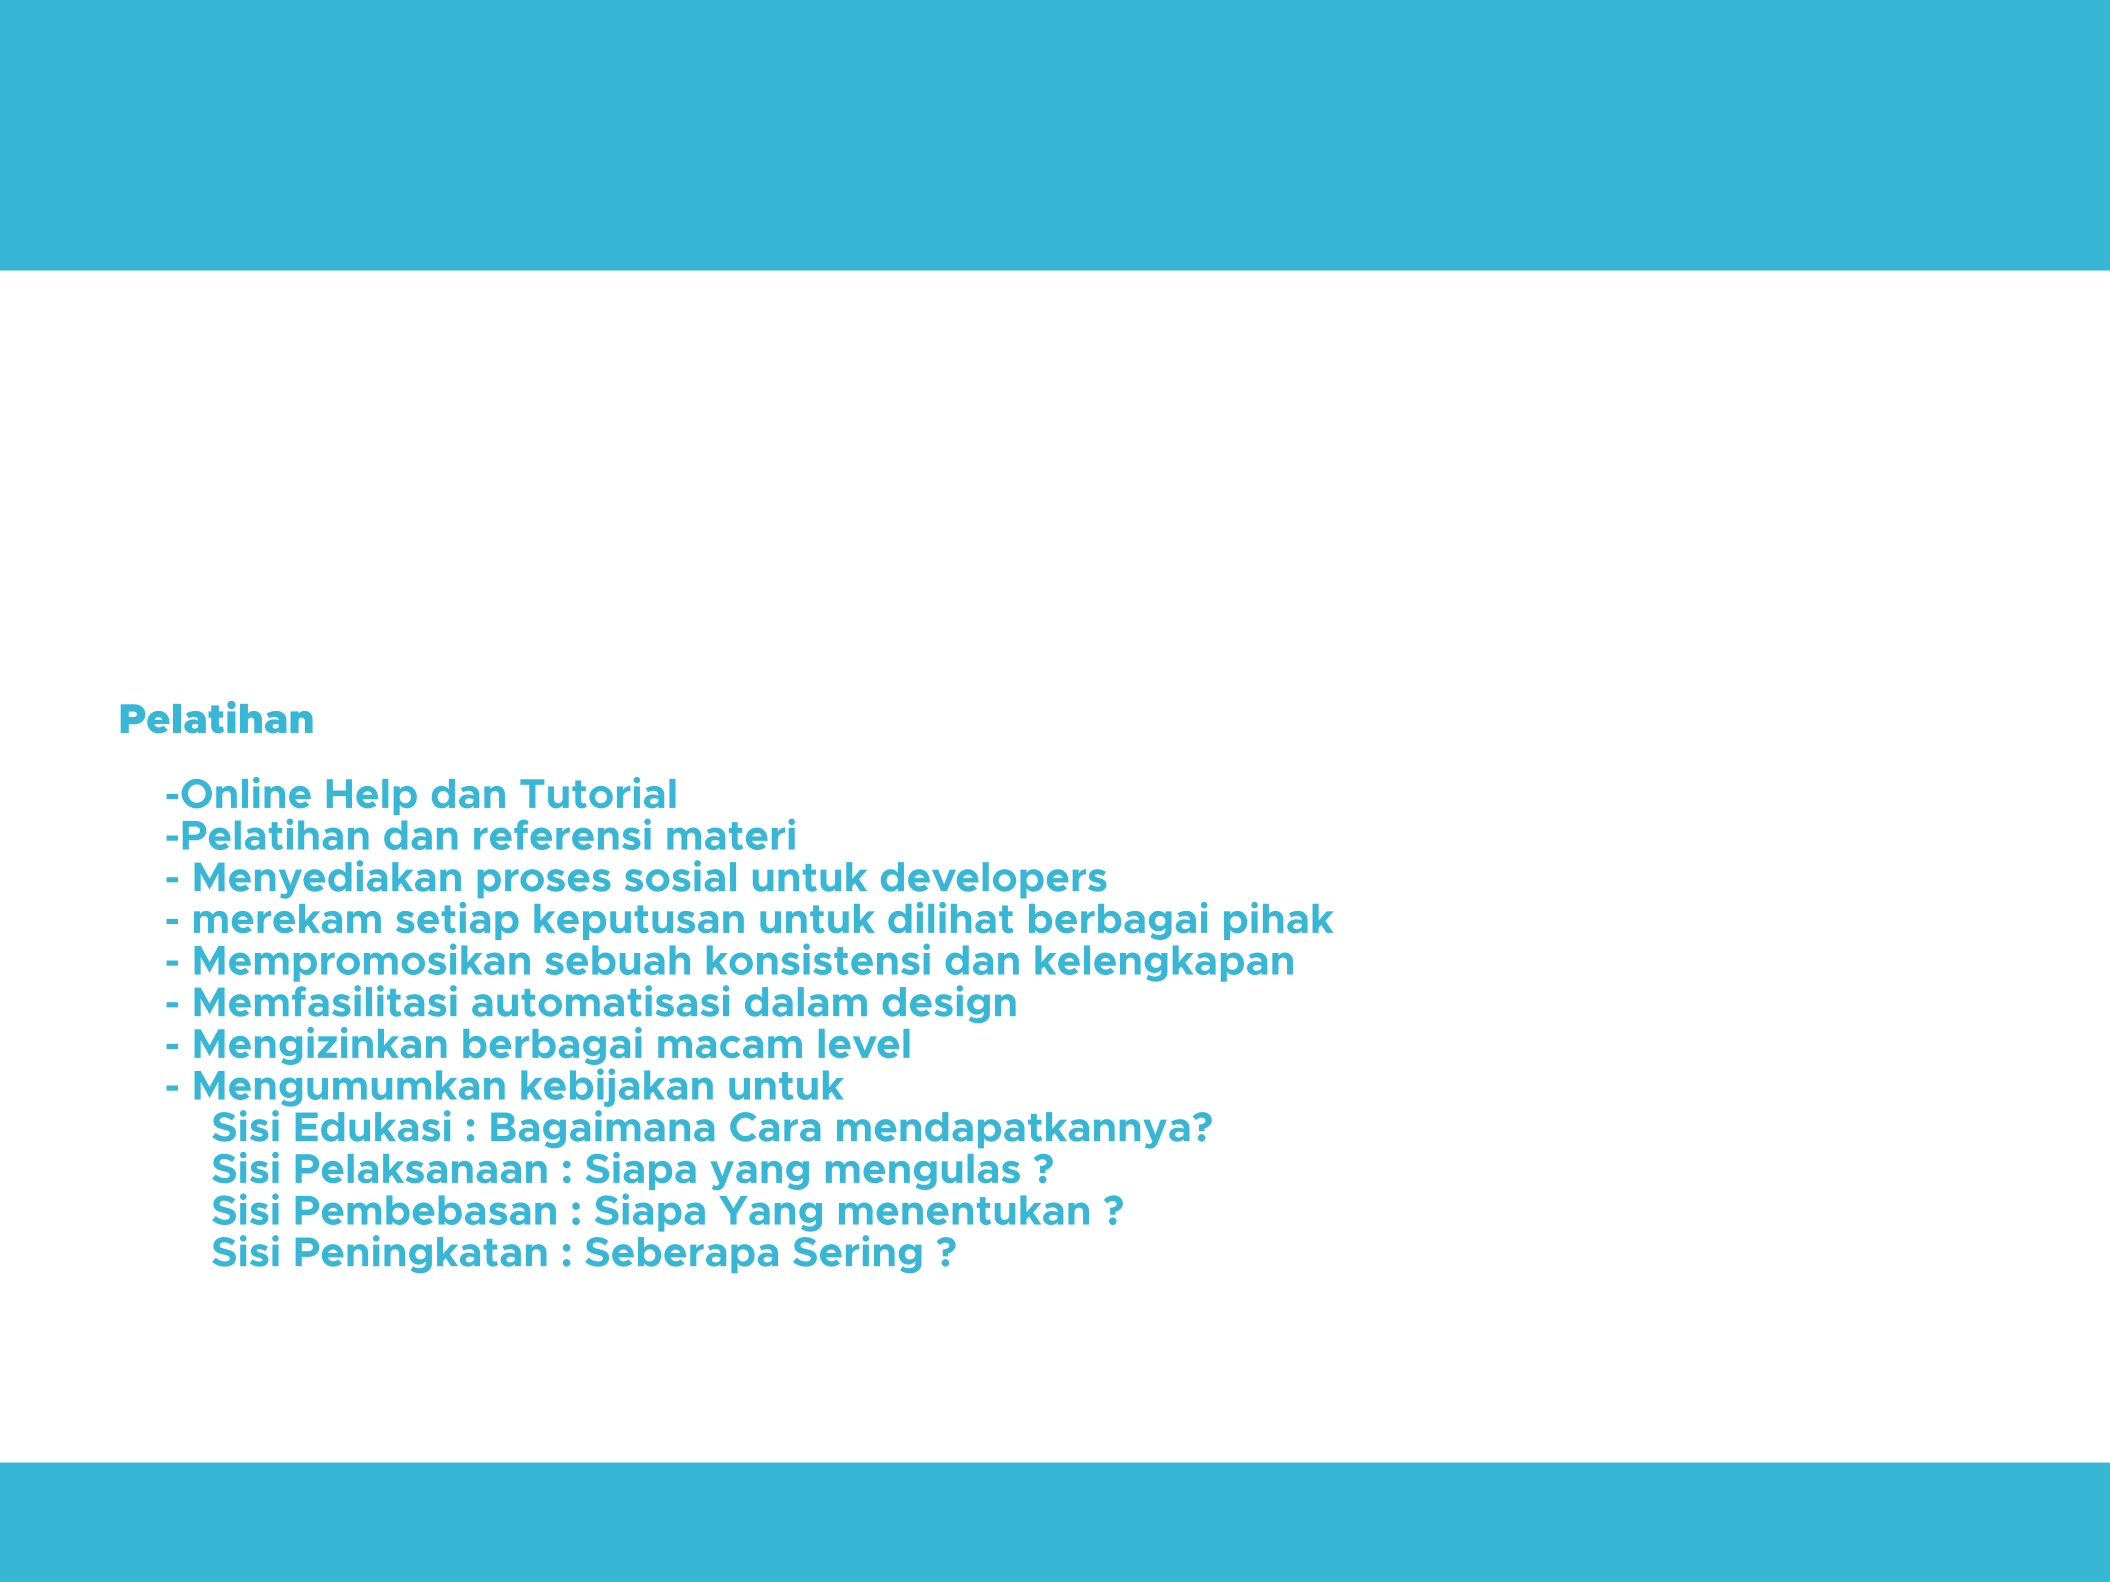 Pelatihan
-Online Help dan Tutorial
-Pelatihan dan referensi materi
- Menyediakan proses sosial untuk developers
- merekam setiap keputusan untuk dilihat berbagai pihak
- Mempromosikan sebuah konsistensi dan kelengkapan
- Memfasilitasi automatisasi dalam design
- Mengizinkan berbagai macam level
- Mengumumkan kebijakan untuk
Sisi Edukasi : Bagaimana Cara mendapatkannya?
Sisi Pelaksanaan : Siapa yang mengulas ?
Sisi Pembebasan : Siapa Yang menentukan ?
Sisi Peningkatan : Seberapa Sering ?